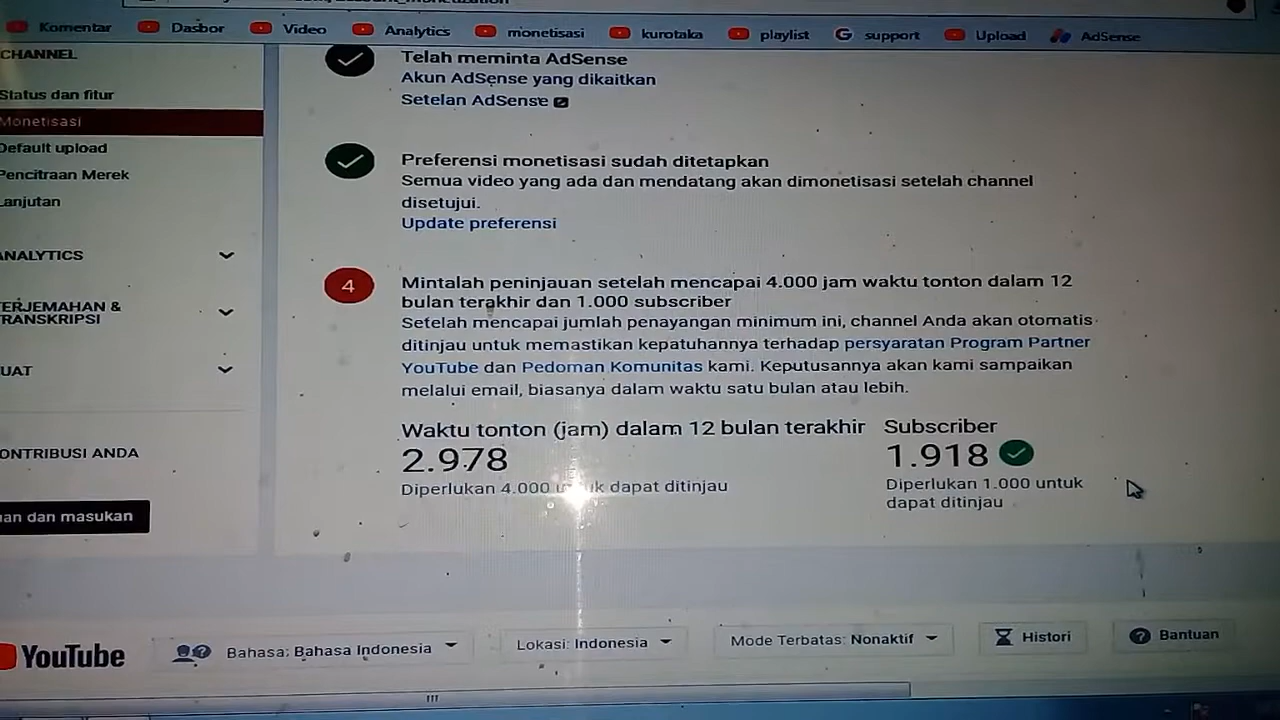 Komentar Dasbor Video Analytics monetisasi kurotaka playlist support Upload AdSense
CHANNEL
Status dan fitur
Monetisasi
Default upload
Pencitraan Merek
Lanjutan
ANALYTICS
TERJEMAHAN &
TRANSKRIPSI
UAT
ONTRIBUSI ANDA
an dan masukan
Telah meminta AdSense
Akun AdSense yang dikaitkan
Setelan AdSense
Preferensi monetisasi sudah ditetapkan
Semua video yang ada dan mendatang akan dimonetisasi setelah channel
disetujui.
Update preferensi
4
Mintalah peninjauan setelah mencapai 4.000 jam waktu tonton dalam 12
bulan terakhir dan 1.000 subscriber
Setelah mencapai jumlah penayangan minimum ini, channel Anda akan otomatis
ditinjau untuk memastikan kepatuhannya terhadap persyaratan Program Partner
YouTube dan Pedoman Komunitas kami. Keputusannya akan kami sampaikan
melalui email, biasanya dalam waktu satu bulan atau lebih.
Waktu tonton (jam) dalam 12 bulan terakhir
2.978
Diperlukan 4.000 untuk dapat ditinjau
Subscriber
1.918
Diperlukan 1.000 untuk
dapat ditinjau
YouTube Bahasa: Bahasa Indonesia Lokasi: Indonesia Mode Terbatas: Nonaktif Histori Bantuan